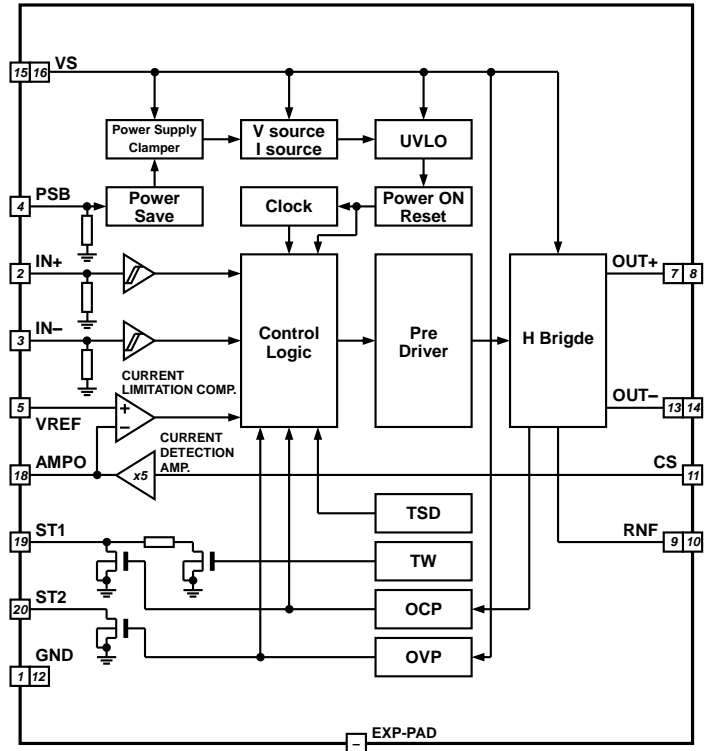 15 16 VS
Power Supply
Clamper
V source
I source
UVLO
4 PSB
Power
Save
Clock
Power ON
Reset
2 IN+
OUT+ 7 8
3 IN–
Control
Logic
Pre
Driver
H Brigde
CURRENT
LIMITATION COMP.
5 VREF
+
–
OUT– 13 14
18 AMPO
x5
CURRENT
DETECTION
AMP.
CS 11
TSD
19 ST1
RNF 9 10
TW
20 ST2
OCP
OVP
GND
1 12
– EXP-PAD